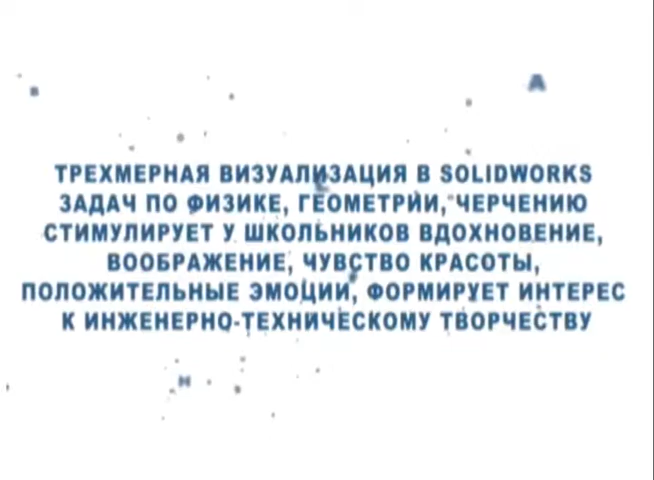 В
А
ТРЕХМЕРНАЯ ВИЗУАЛИЗАЦИЯ В SOLIDWORKS
ЗАДАЧ ПО ФИЗИКЕ, ГЕОМЕТРИИ, ЧЕРЧЕНИЮ
СТИМУЛИРУЕТ У ШКОЛЬНИКОВ ВДОХНОВЕНИЕ,
ВООБРАЖЕНИЕ, ЧУВСТВО КРАСОТЫ,
ПОЛОЖИТЕЛЬНЫЕ ЭМОЦИИ, ФОРМИРУЕТ ИНТЕРЕС
К ИНЖЕНЕРНО-ТЕХНИЧЕСКОМУ ТВОРЧЕСТВУ
Н